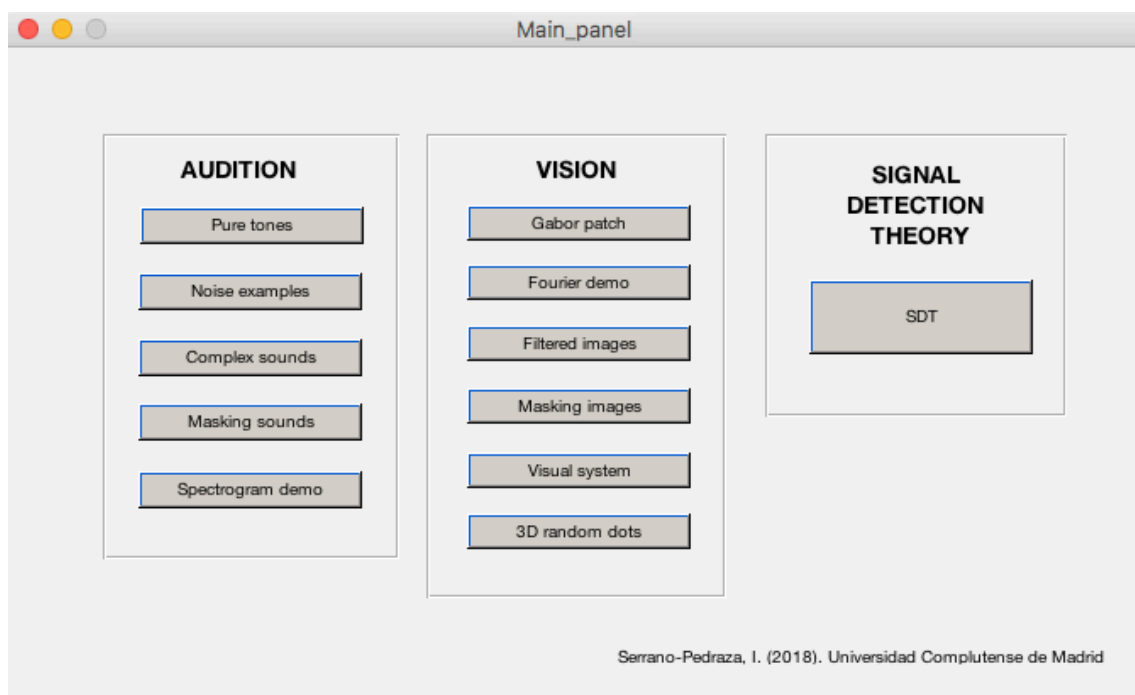 Main_panel
AUDITION
Pure tones
Noise examples
Complex sounds
Masking sounds
Spectrogram demo
VISION
Gabor patch
Fourier demo
Filtered images
Masking images
Visual system
3D random dots
SIGNAL
DETECTION
THEORY
SDT
Serrano-Pedraza, I. (2018). Universidad Complutense de Madrid